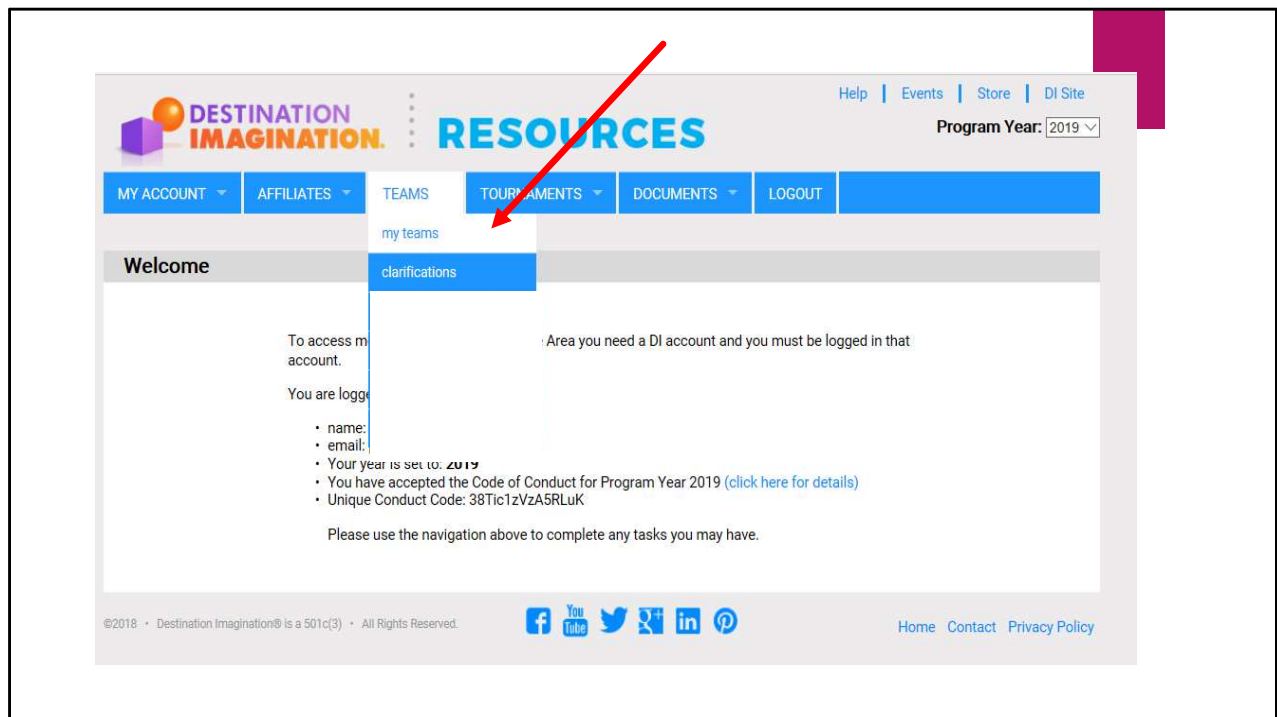 Help | Events | Store | DI Site
DESTINATION
IMAGINATION.
RESOURCES
Program Year: 2019
MY ACCOUNT AFFILIATES TEAMS TOURNAMENTS DOCUMENTS LOGOUT
my teams
Welcome
clarifications
To access Area you need a DI account and you must be logged in that
account.
You are
• name:
• email:
• Your year is set to: 2019
• You have accepted the Code of Conduct for Program Year 2019 (click here for details)
• Unique Conduct Code: 38Tic1zVzA5RLuK
Please use the navigation above to complete any tasks you may have.
©2018 • Destination Imagination® is a 501c(3) • All Rights Reserved.
You
Tube
g+
in
Home Contact Privacy Policy